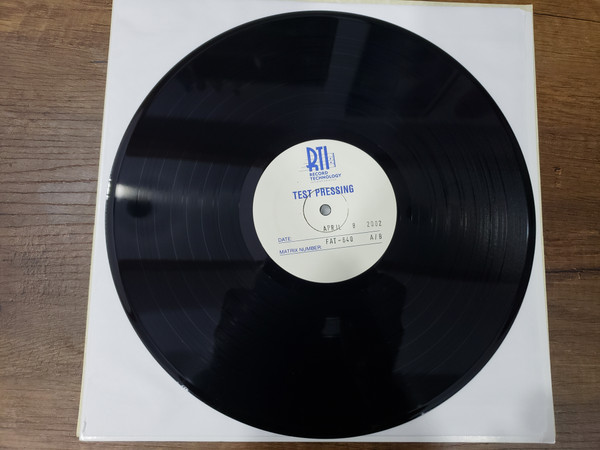 RTI
RECORD
TECHNOLOGY
TEST PRESSING
DATE: APRIL 8 2002
MATRIX NUMBER: FAT-640 A/B